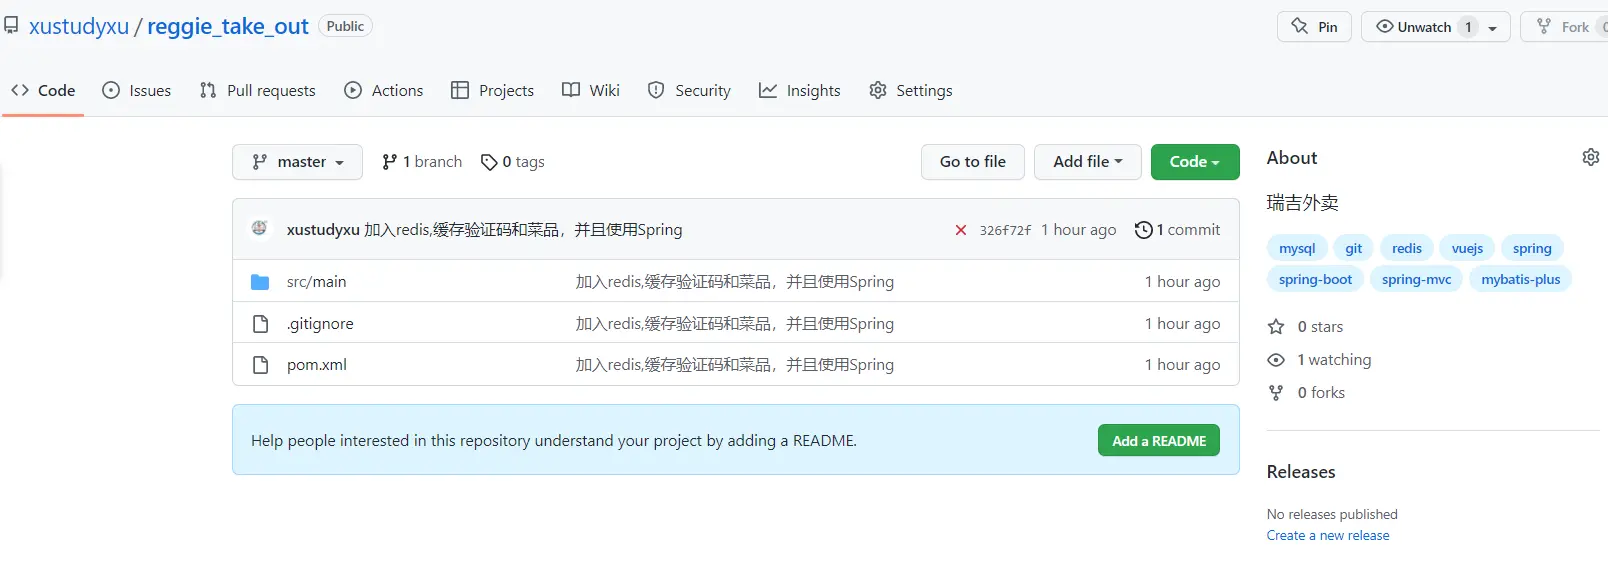 xustudyxu / reggie_take_out Public
Pin Unwatch 1 Fork
Code Issues Pull requests Actions Projects Wiki Security Insights Settings
master 1 branch 0 tags Go to file Add file Code
xustudyxu 加入redis,缓存验证码和菜品，并且使用Spring 326f72f 1 hour ago 1 commit
src/main 加入redis,缓存验证码和菜品，并且使用Spring 1 hour ago
.gitignore 加入redis,缓存验证码和菜品，并且使用Spring 1 hour ago
pom.xml 加入redis,缓存验证码和菜品，并且使用Spring 1 hour ago
Help people interested in this repository understand your project by adding a README. Add a README
About
瑞吉外卖
mysql git redis vuejs spring
spring-boot spring-mvc mybatis-plus
0 stars
1 watching
0 forks
Releases
No releases published
Create a new release